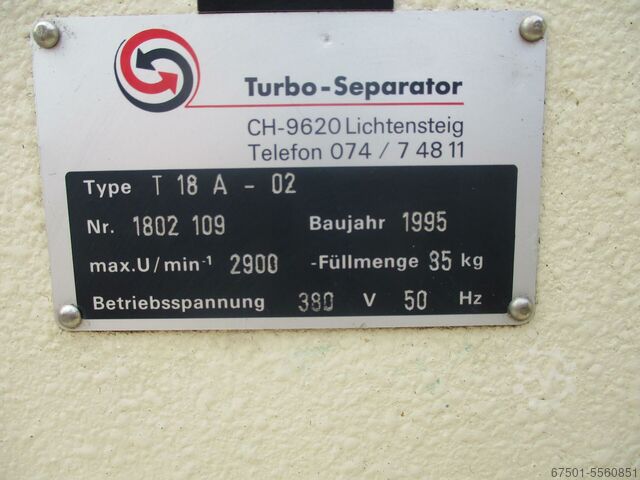 Turbo-Separator
CH-9620 Lichtensteig
Telefon 074 / 7 48 11
Type T 18 A - 02
Nr. 1802 109 Baujahr 1995
max.U/min-1 2900 -Füllmenge 35 kg
Betriebsspannung 380 V 50 Hz
67501-5560851